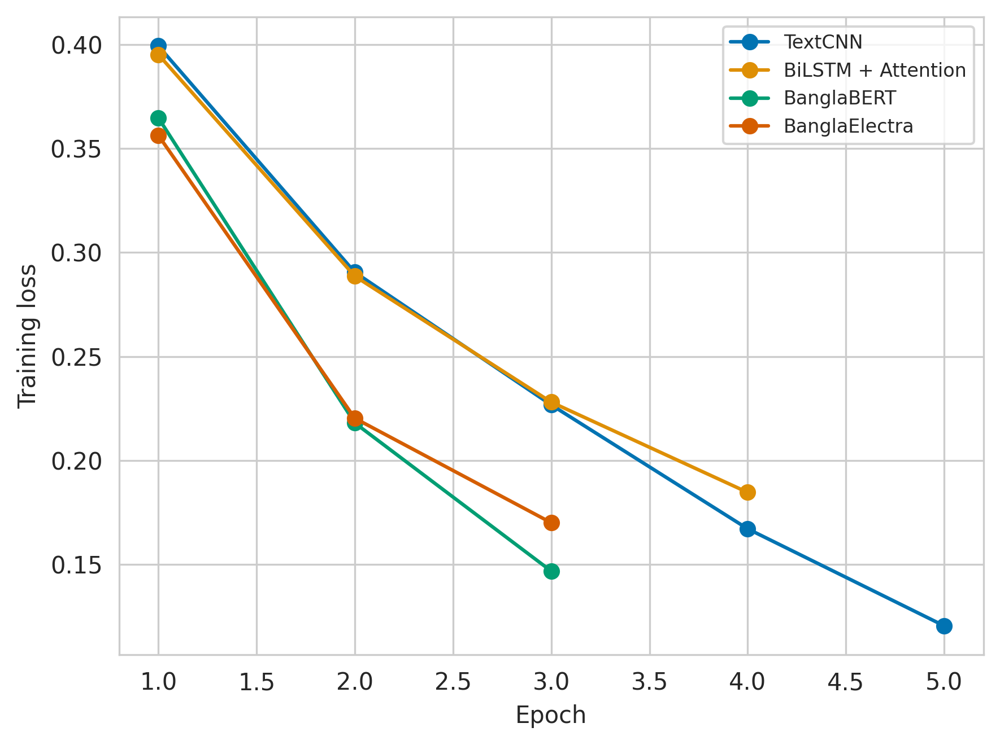 TextCNN
BiLSTM + Attention
BanglaBERT
BanglaElectra
Training loss
0.40
0.35
0.30
0.25
0.20
0.15
1.0 1.5 2.0 2.5 3.0 3.5 4.0 4.5 5.0
Epoch